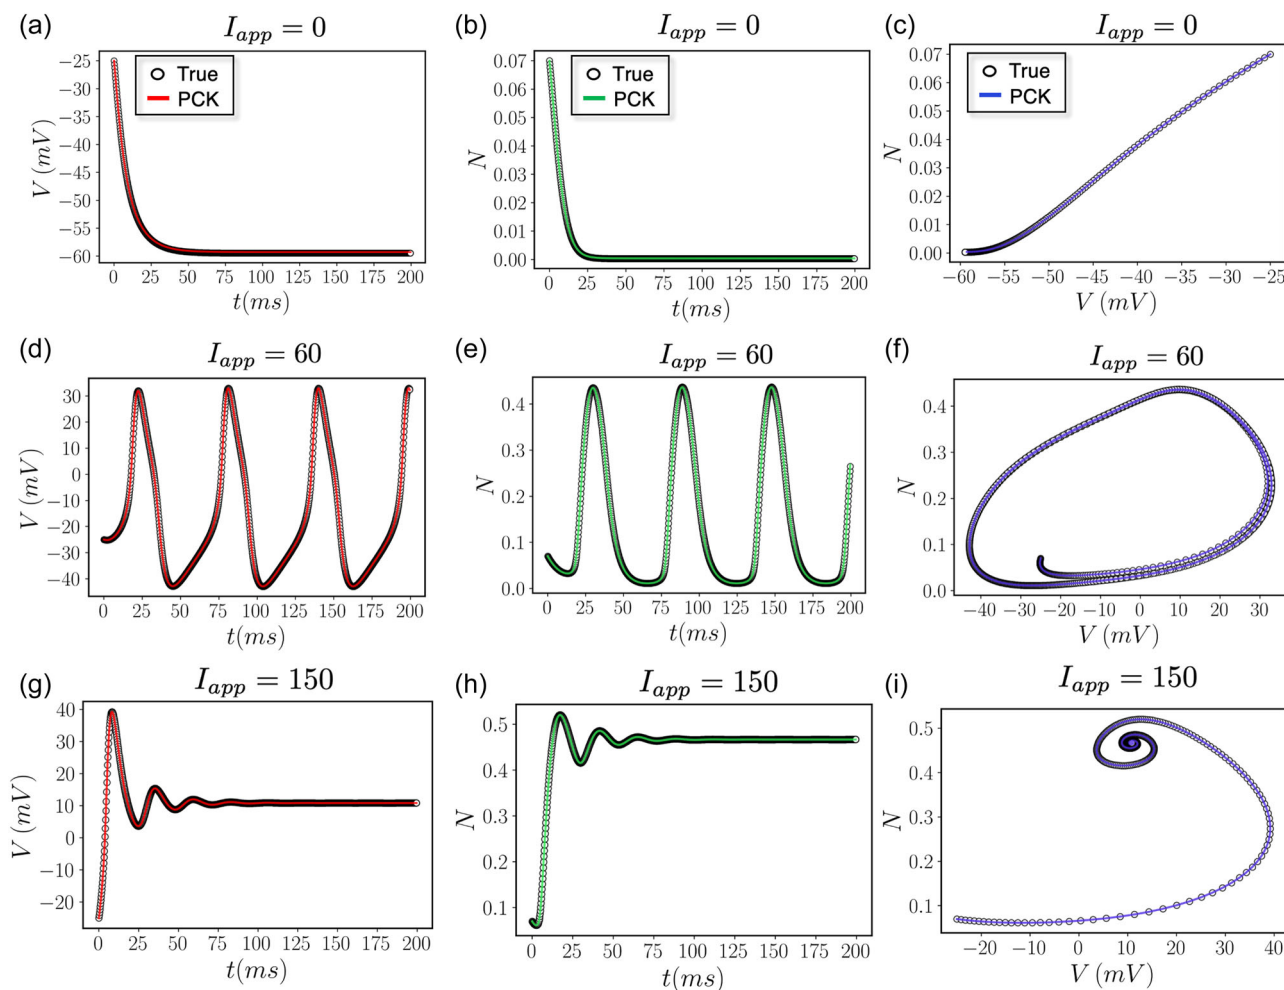 (a) I_app = 0
V (mV)
−25
−30
−35
−40
−45
−50
−55
−60
True
PCK
0 25 50 75 100 125 150 175 200
t(ms)
(b) I_app = 0
N
0.07
0.06
0.05
0.04
0.03
0.02
0.01
0.00
True
PCK
0 25 50 75 100 125 150 175 200
t(ms)
(c) I_app = 0
N
0.07
0.06
0.05
0.04
0.03
0.02
0.01
0.00
True
PCK
−60 −55 −50 −45 −40 −35 −30 −25
V (mV)
(d) I_app = 60
V (mV)
30
20
10
0
−10
−20
−30
−40
0 25 50 75 100 125 150 175 200
t(ms)
(e) I_app = 60
N
0.4
0.3
0.2
0.1
0.0
0 25 50 75 100 125 150 175 200
t(ms)
(f) I_app = 60
N
0.4
0.3
0.2
0.1
0.0
−40 −30 −20 −10 0 10 20 30
V (mV)
(g) I_app = 150
V (mV)
40
30
20
10
0
−10
−20
0 25 50 75 100 125 150 175 200
t(ms)
(h) I_app = 150
N
0.5
0.4
0.3
0.2
0.1
0 25 50 75 100 125 150 175 200
t(ms)
(i) I_app = 150
N
0.5
0.4
0.3
0.2
0.1
−20 −10 0 10 20 30 40
V (mV)